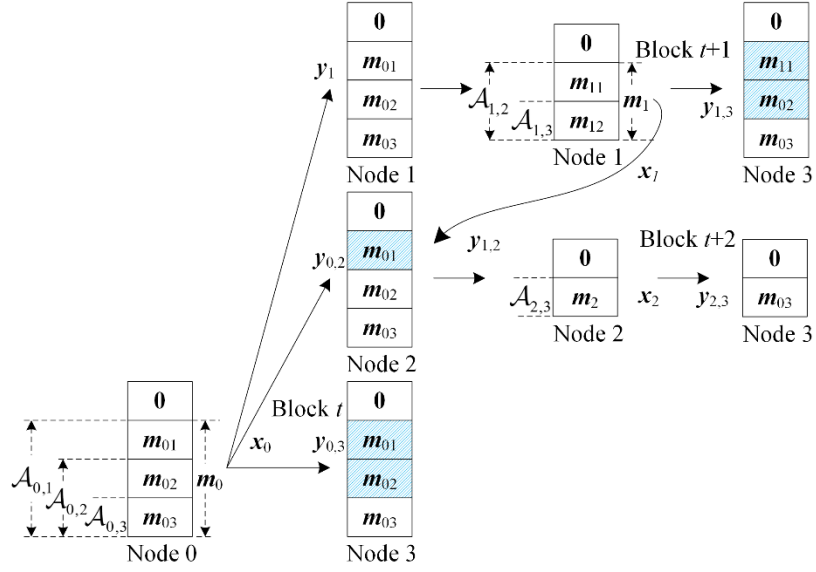 0
m01
m02
m03
Node 1
y1
A1,2
A1,3
0
m11
m12
m1
Node 1
x1
Block t+1
y1,3
0
m11
m02
m03
Node 3
y0,2
0
m01
m02
m03
Node 2
y1,2
A2,3
0
m2
Node 2
x2
Block t+2
y2,3
0
m03
Node 3
A0,1
A0,2
A0,3
0
m01
m02
m03
m0
Node 0
x0
Block t
y0,3
0
m01
m02
m03
Node 3